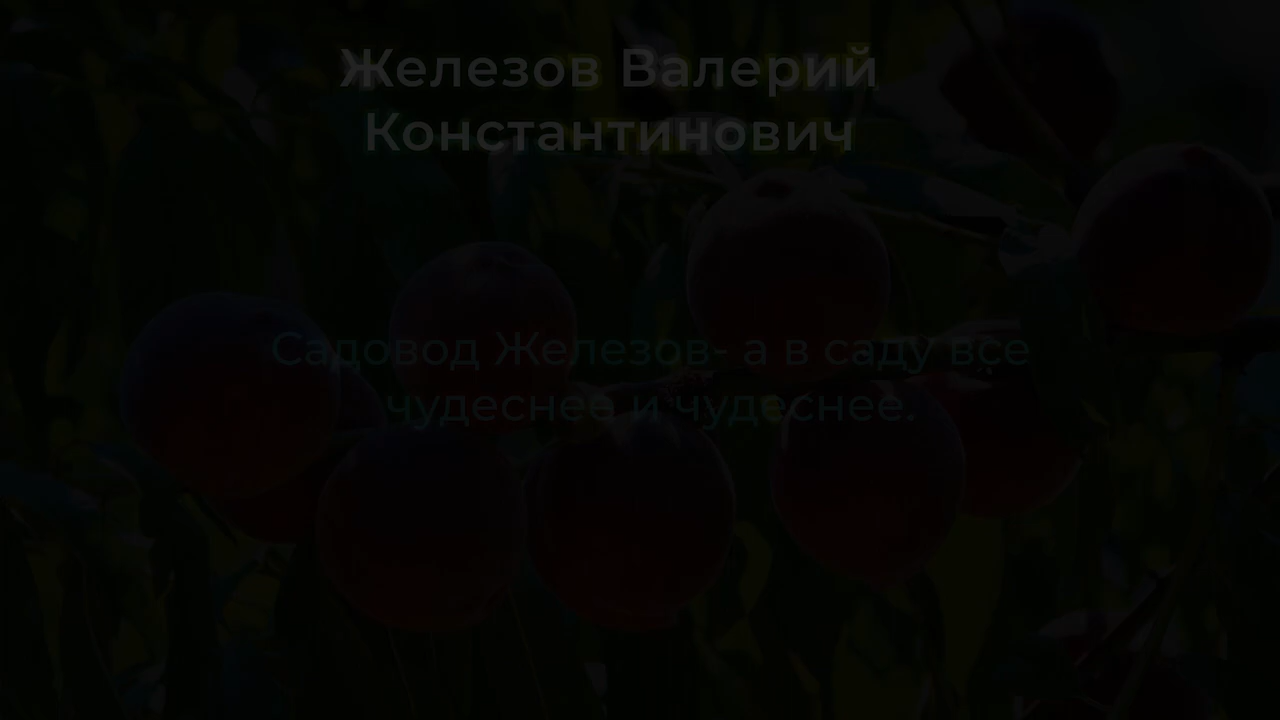 Железов Валерий
Константинович
Садовод Железов- а в саду все
чудеснее и чудеснее.